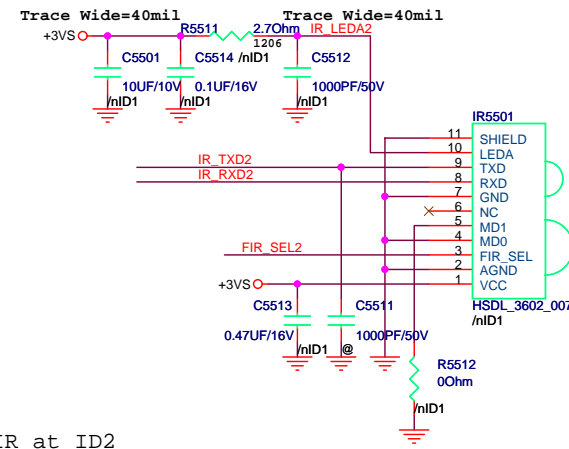 Trace Wide=40mil
Trace Wide=40mil
R5511
2.7Ohm
IR_LEDA2
+3VS
1206
C5501
C5514
/nID1
C5512
10UF/10V
0.1UF/16V
1000PF/50V
/nID1
/nID1
/nID1
IR5501
11 SHIELD
10 LEDA
IR_TXD2
9 TXD
IR_RXD2
8 RXD
7 GND
6 NC
5 MD1
4 MD0
FIR_SEL2
3 FIR_SEL
2 AGND
+3VS
1 VCC
C5513
C5511
HSDL_3602_007
/nID1
0.47UF/16V
1000PF/50V
/nID1
@
R5512
0Ohm
/nID1
IR at ID2